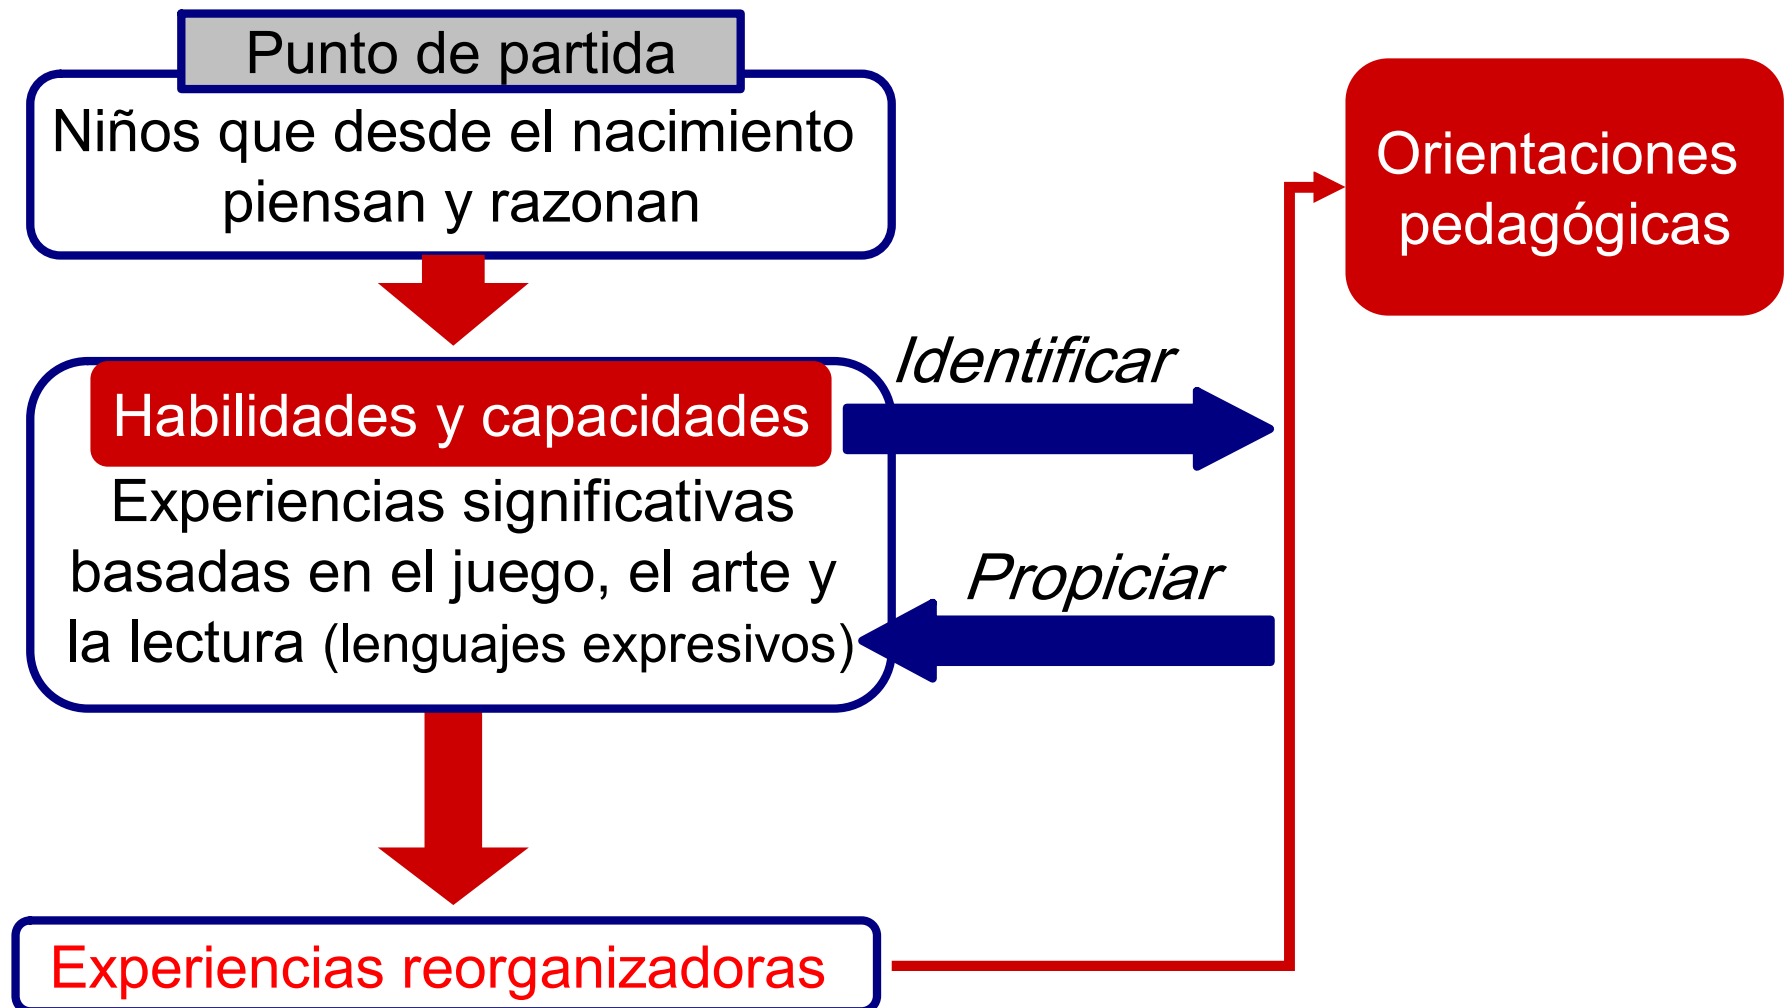 Punto de partida
Niños que desde el nacimiento
piensan y razonan
Orientaciones
pedagógicas
Identificar
Habilidades y capacidades
Experiencias significativas
basadas en el juego, el arte y
la lectura (lenguajes expresivos)
Propiciar
Experiencias reorganizadoras